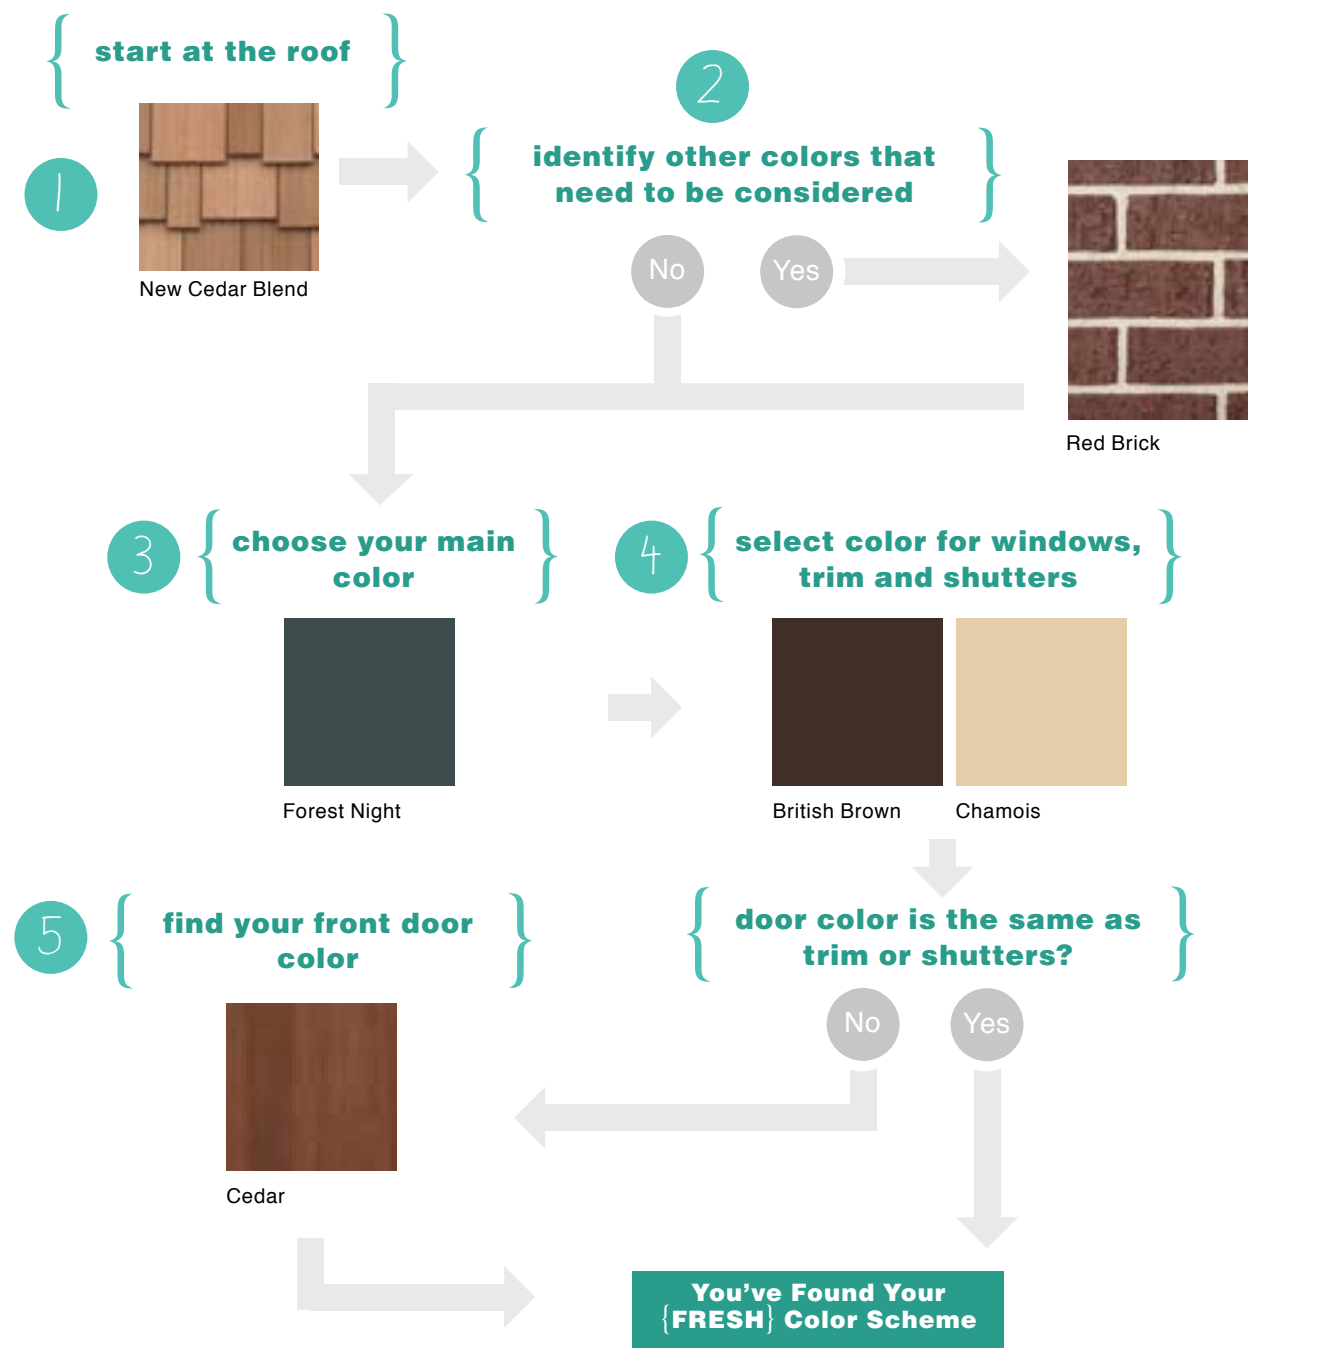 start at the roof
1
New Cedar Blend
2
identify other colors that
need to be considered
No
Yes
Red Brick
3
choose your main
color
Forest Night
4
select color for windows,
trim and shutters
British Brown
Chamois
door color is the same as
trim or shutters?
No
Yes
5
find your front door
color
Cedar
You’ve Found Your
{FRESH} Color Scheme